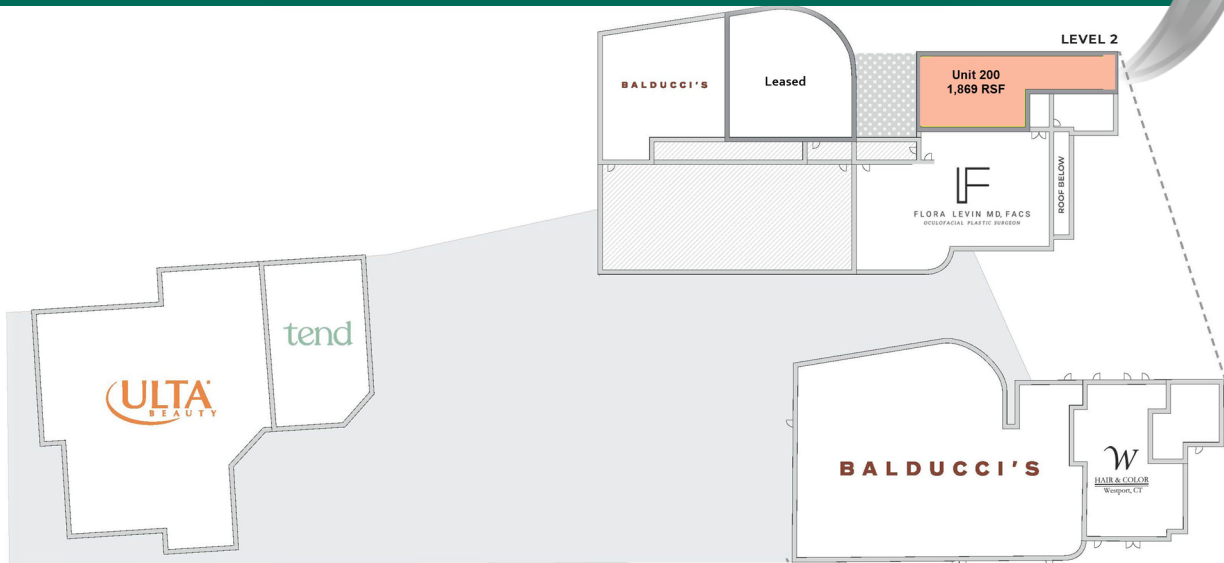 LEVEL 2
BALDUCCI'S
Leased
Unit 200
1,869 RSF
ROOF BELOW
LF
FLORA LEVIN MD, FACS
OCULOFACIAL PLASTIC SURGEON
tend
ULTA
BEAUTY
BALDUCCI'S
W
HAIR & COLOR
Westport, CT